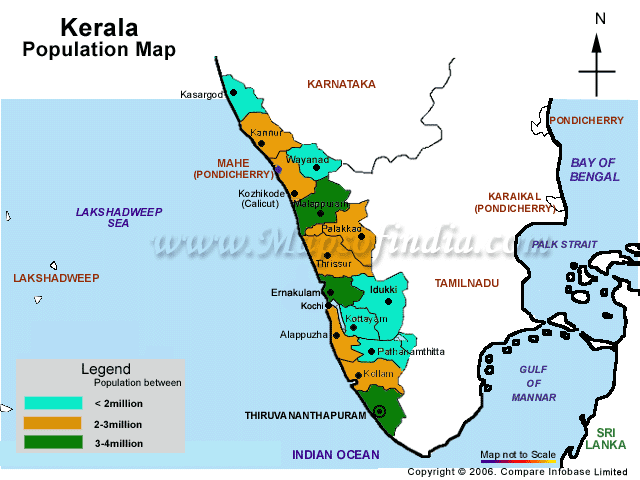 Kerala
Population Map
N
KARNATAKA
Kasargod
PONDICHERRY
Kannur
MAHE
(PONDICHERRY)
Wayanad
BAY OF
BENGAL
Kozhikode
(Calicut)
Malappuram
KARAIKAL
(PONDICHERRY)
LAKSHADWEEP
SEA
Palakkad
www.Mapsofindia.com
PALK STRAIT
Thrissur
LAKSHADWEEP
TAMILNADU
Idukki
Ernakulam
Kochi
Kottayam
Alappuzha
Pathanamthitta
Legend
Population between
< 2million
2-3million
3-4million
Kollam
GULF
OF
MANNAR
THIRUVANANTHAPURAM
SRI
LANKA
INDIAN OCEAN
Map not to Scale
Copyright © 2006. Compare Infobase Limited